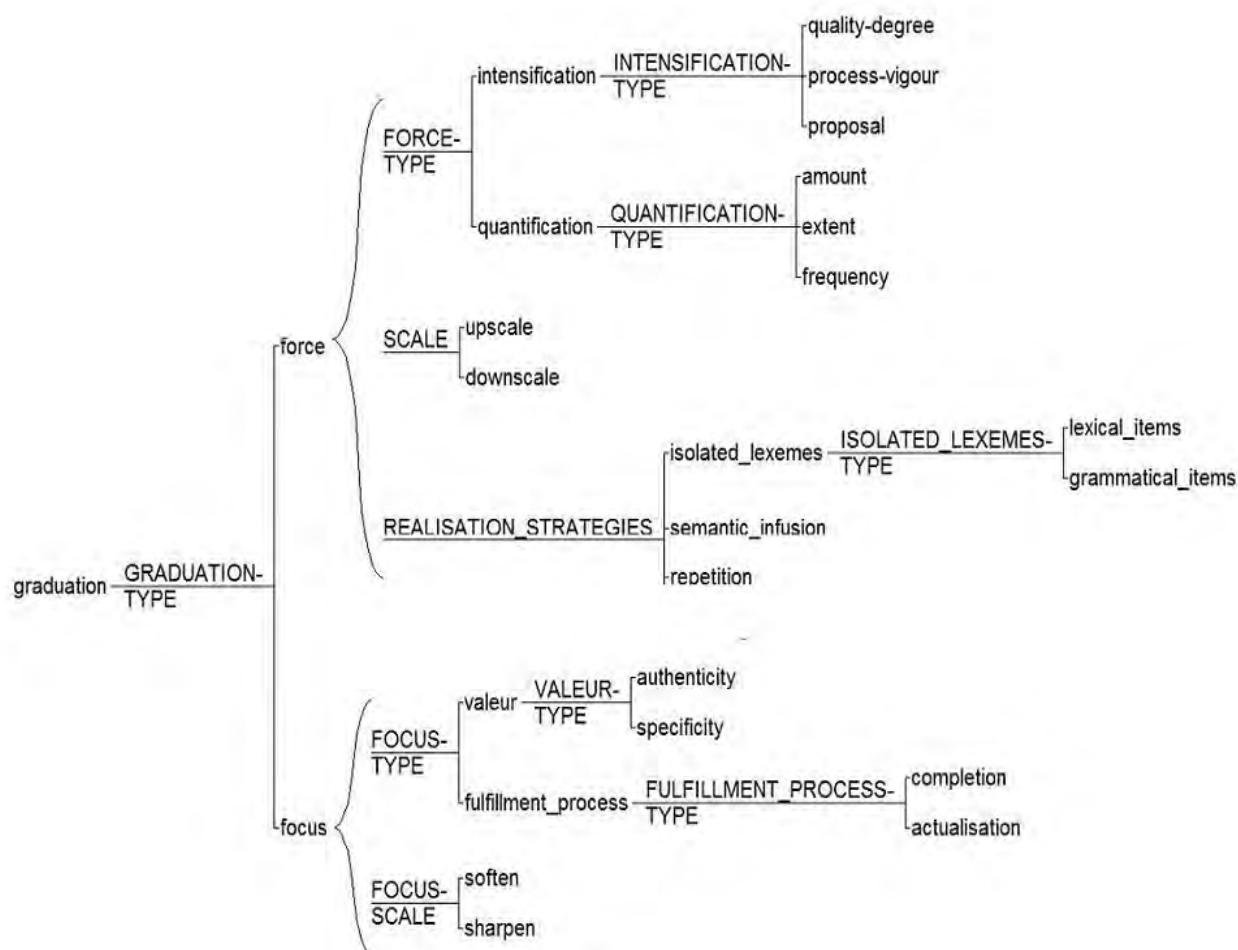 quality-degree
intensification INTENSIFICATION-
TYPE
process-vigour
proposal
FORCE-
TYPE
amount
quantification QUANTIFICATION-
TYPE
extent
frequency
force
SCALE
upscale
downscale
isolated_lexemes ISOLATED_LEXEMES-
TYPE
lexical_items
grammatical_items
REALISATION_STRATEGIES
semantic_infusion
repetition
graduation GRADUATION-
TYPE
valeur VALEUR-
TYPE
authenticity
specificity
FOCUS-
TYPE
fulfillment_process FULFILLMENT_PROCESS-
TYPE
completion
actualisation
focus
FOCUS-
SCALE
soften
sharpen